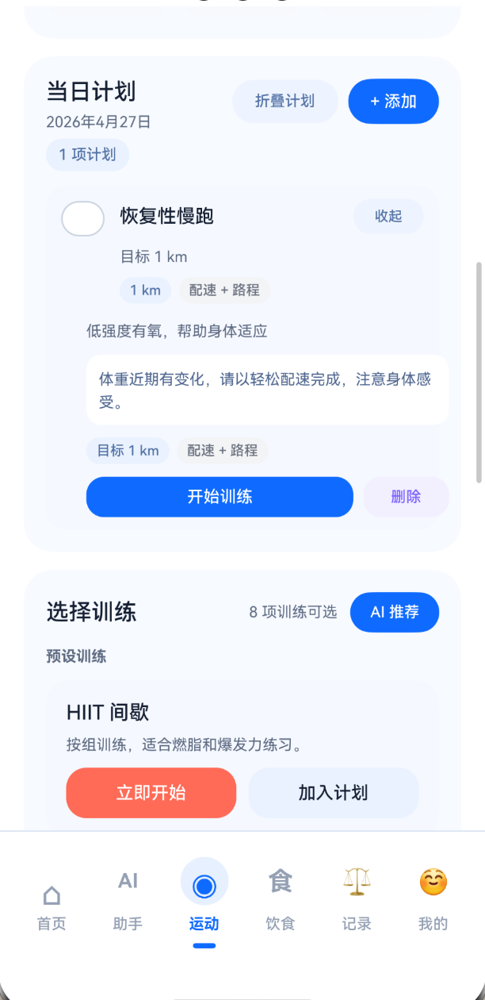 当日计划
折叠计划
+ 添加
2026年4月27日
1 项计划
恢复性慢跑
收起
目标 1 km
1 km
配速 + 路程
低强度有氧，帮助身体适应
体重近期有变化，请以轻松配速完成，注意身体感
受。
目标 1 km
配速 + 路程
开始训练
删除
选择训练
8 项训练可选
AI 推荐
预设训练
HIIT 间歇
按组训练，适合燃脂和爆发力练习。
立即开始
加入计划
AI
食
首页
助手
运动
饮食
记录
我的